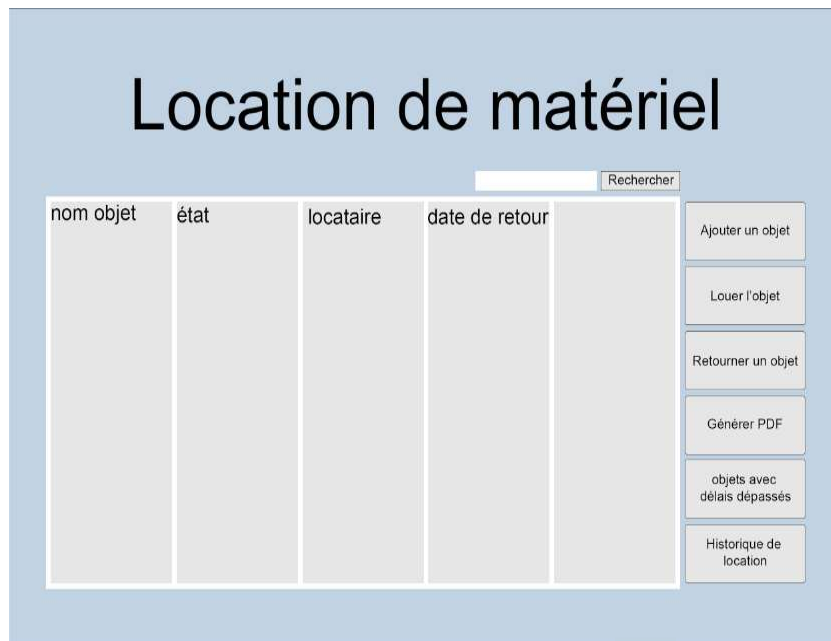 Location de matériel
Rechercher
nom objet état locataire date de retour
Ajouter un objet
Louer l'objet
Retourner un objet
Générer PDF
objets avec
délais dépassés
Historique de
location